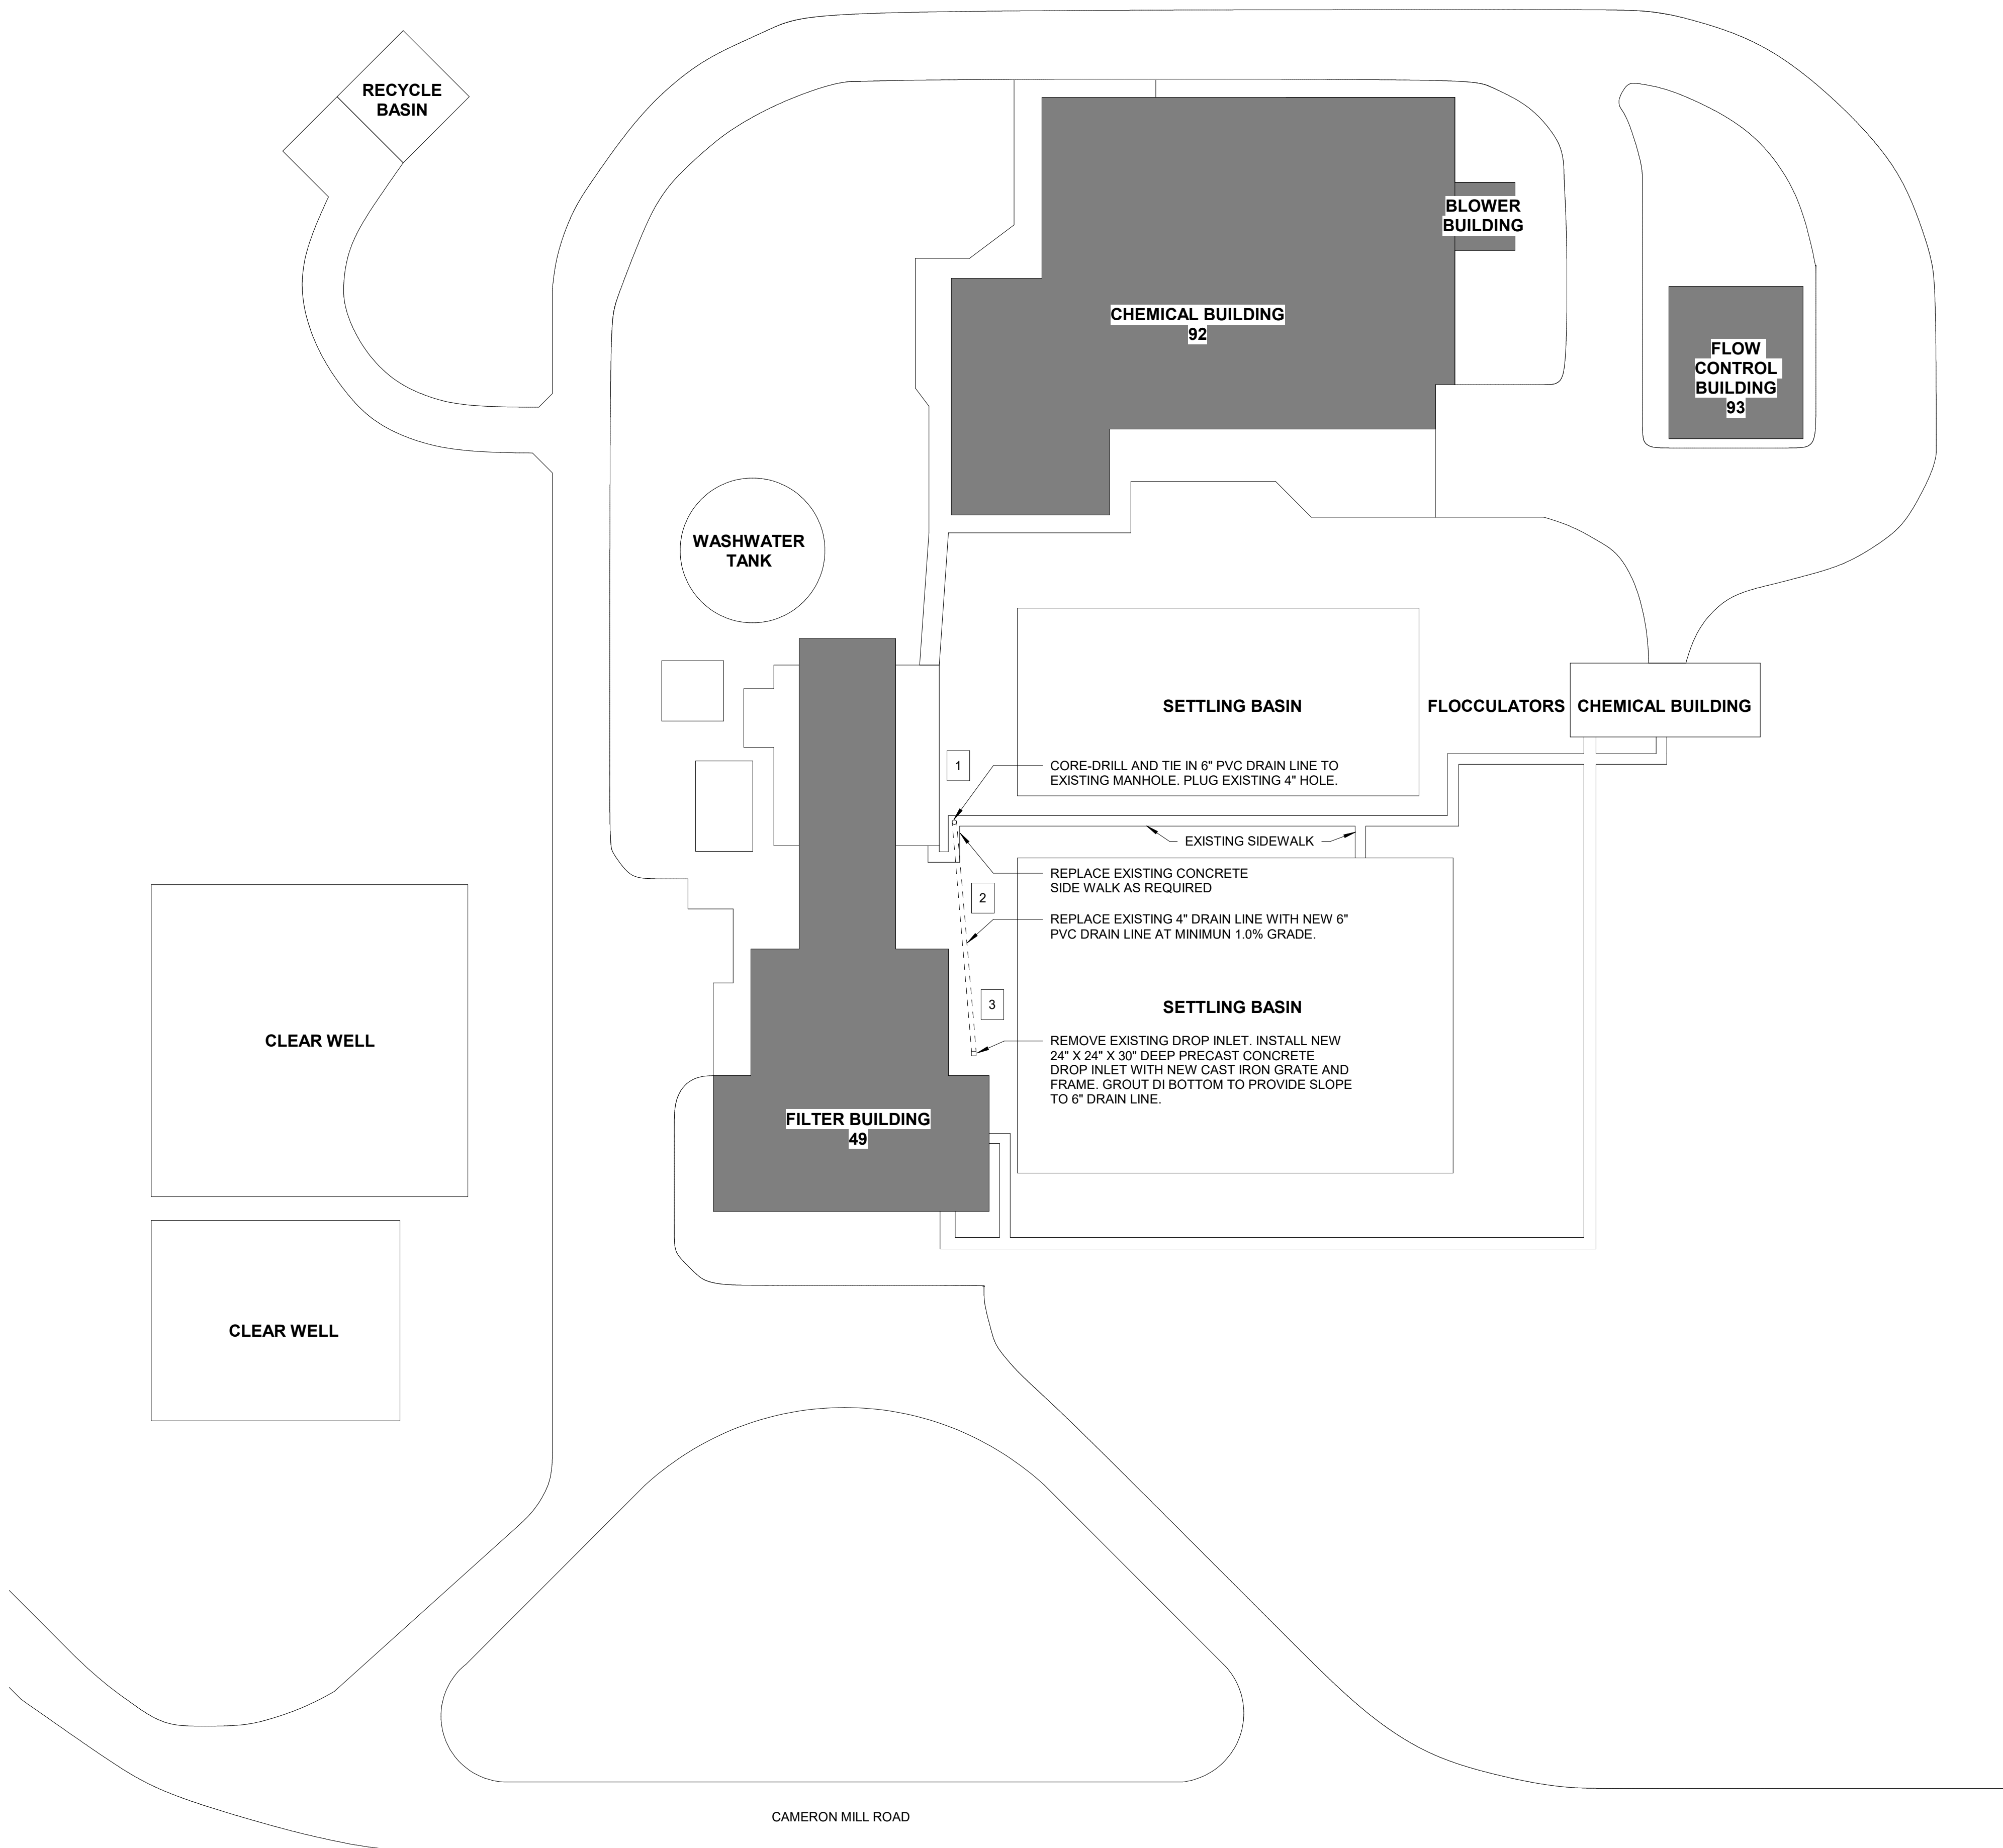 RECYCLE
BASIN
BLOWER
BUILDING
CHEMICAL BUILDING
92
FLOW
CONTROL
BUILDING
93
WASHWATER
TANK
SETTLING BASIN
FLOCCULATORS
CHEMICAL BUILDING
1
CORE-DRILL AND TIE IN 6" PVC DRAIN LINE TO
EXISTING MANHOLE. PLUG EXISTING 4" HOLE.
EXISTING SIDEWALK
REPLACE EXISTING CONCRETE
SIDE WALK AS REQUIRED
2
REPLACE EXISTING 4" DRAIN LINE WITH NEW 6"
PVC DRAIN LINE AT MINIMUN 1.0% GRADE.
3
SETTLING BASIN
REMOVE EXISTING DROP INLET. INSTALL NEW
24" X 24" X 30" DEEP PRECAST CONCRETE
DROP INLET WITH NEW CAST IRON GRATE AND
FRAME. GROUT DI BOTTOM TO PROVIDE SLOPE
TO 6" DRAIN LINE.
CLEAR WELL
FILTER BUILDING
49
CLEAR WELL
CAMERON MILL ROAD